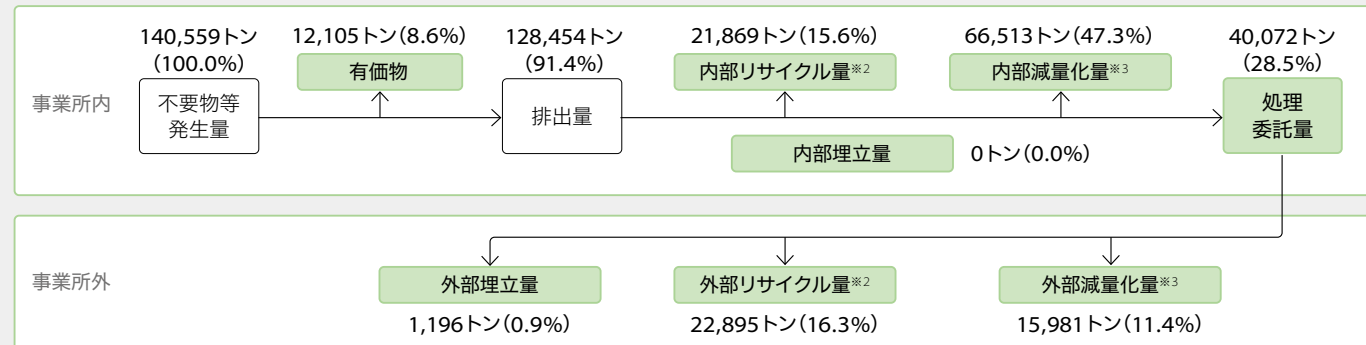 事業所内
140,559トン
(100.0%)
不要物等
発生量
12,105トン(8.6%)
有価物
128,454トン
(91.4%)
排出量
21,869トン(15.6%)
内部リサイクル量※2
66,513トン(47.3%)
内部減量化量※3
内部埋立量 0トン(0.0%)
40,072トン
(28.5%)
処理
委託量
事業所外
外部埋立量
1,196トン(0.9%)
外部リサイクル量※2
22,895トン(16.3%)
外部減量化量※3
15,981トン(11.4%)